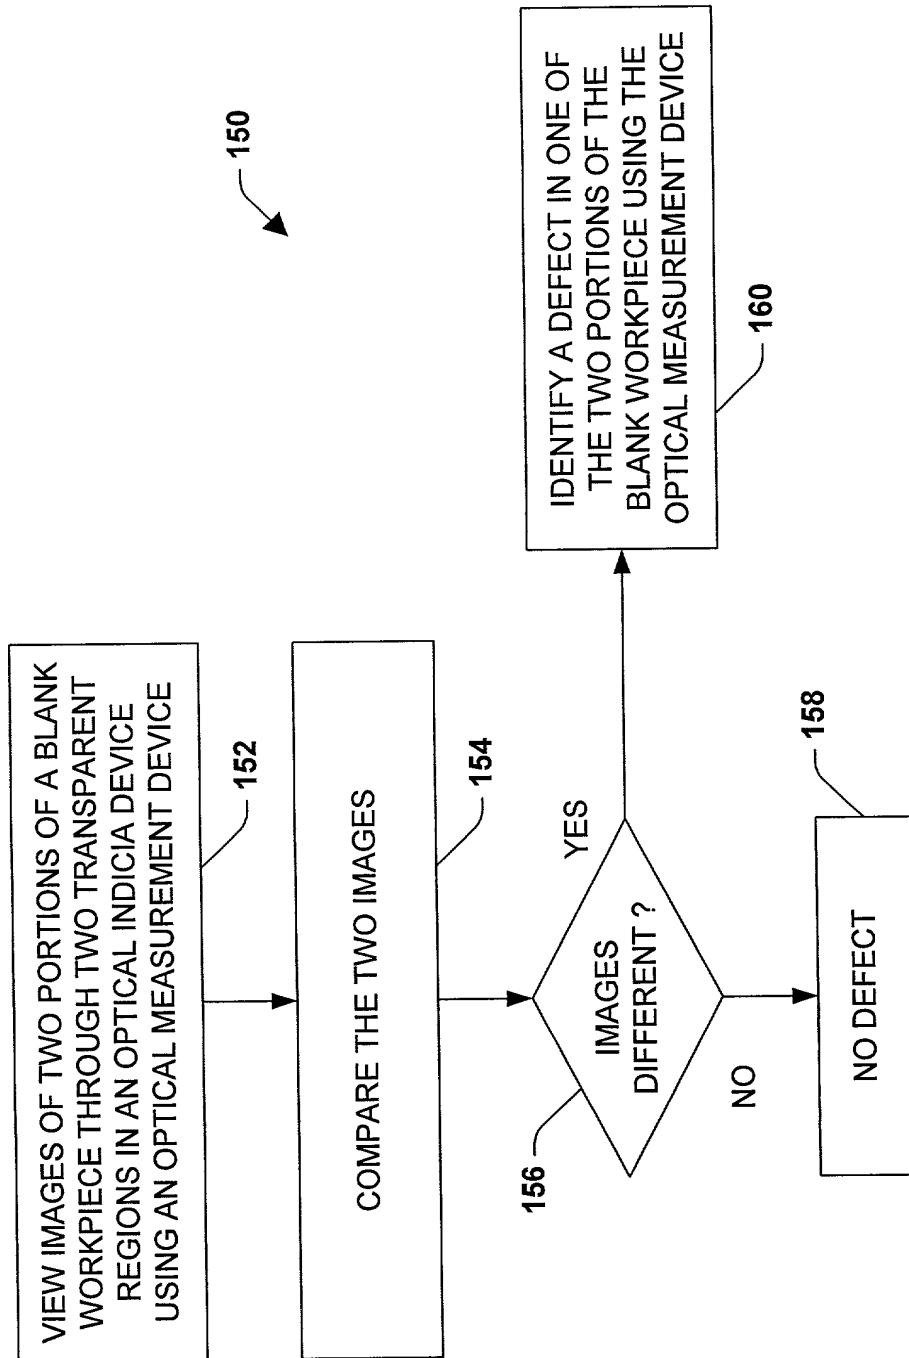 150
VIEW IMAGES OF TWO PORTIONS OF A BLANK
WORKPIECE THROUGH TWO TRANSPARENT
REGIONS IN AN OPTICAL INDICIA DEVICE
USING AN OPTICAL MEASUREMENT DEVICE
152
COMPARE THE TWO IMAGES
154
IMAGES
DIFFERENT ?
156
YES
NO
NO DEFECT
158
IDENTIFY A DEFECT IN ONE OF
THE TWO PORTIONS OF THE
BLANK WORKPIECE USING THE
OPTICAL MEASUREMENT DEVICE
160